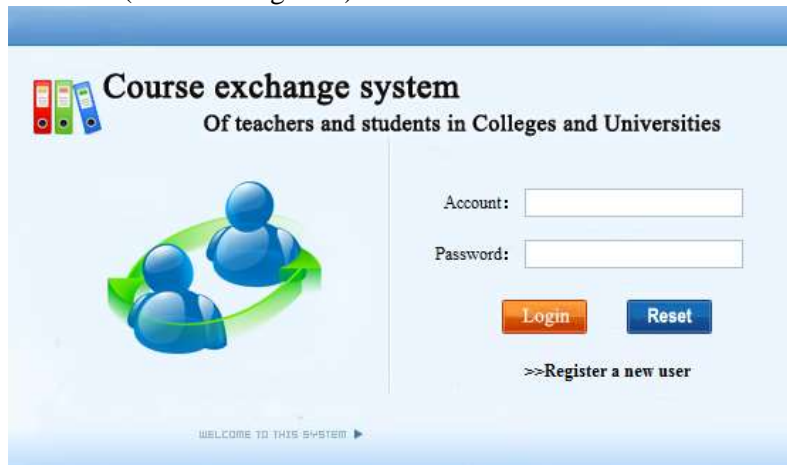 Course exchange system
Of teachers and students in Colleges and Universities
Account:
Password:
Login
Reset
>>Register a new user
WELCOME TO THIS SYSTEM